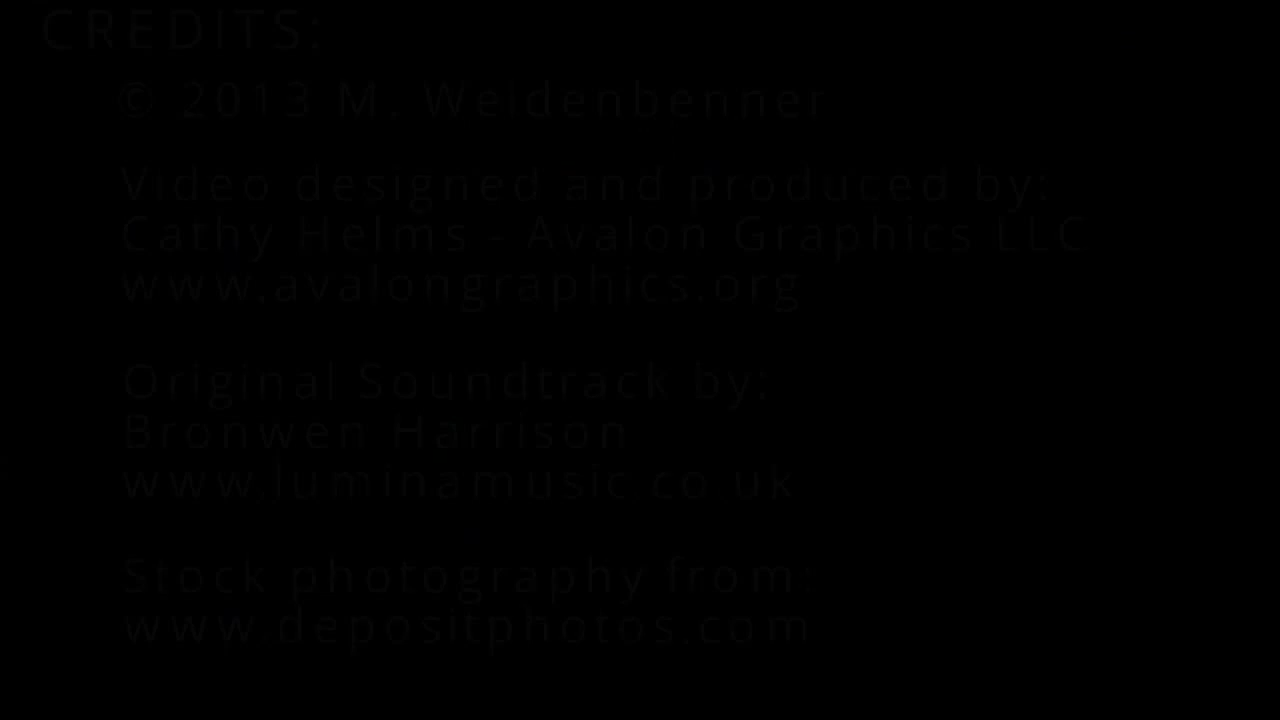 CREDITS:
© 2013 M. Weidenbenner
Video designed and produced by:
Cathy Helms - Avalon Graphics LLC
www.avalongraphics.org
Original Soundtrack by:
Bronwen Harrison
www.luminamusic.co.uk
Stock photography from:
www.depositphotos.com